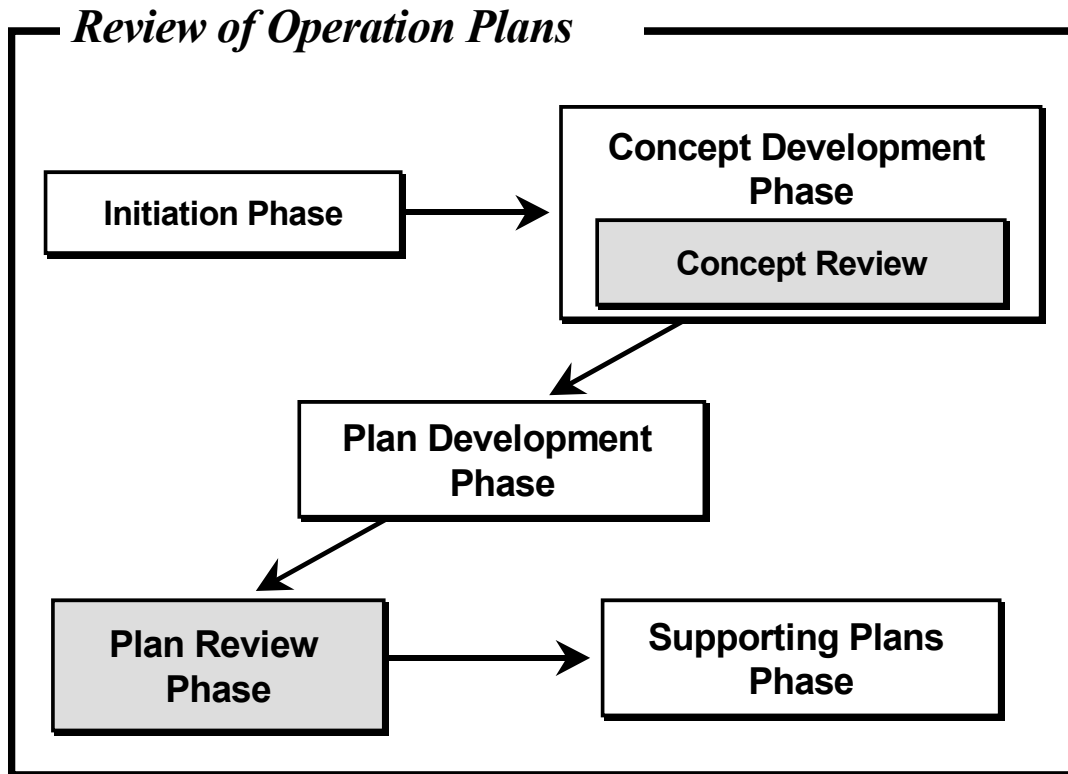 Review of Operation Plans
Initiation Phase
Concept Development
Phase
Concept Review
Plan Development
Phase
Plan Review
Phase
Supporting Plans
Phase